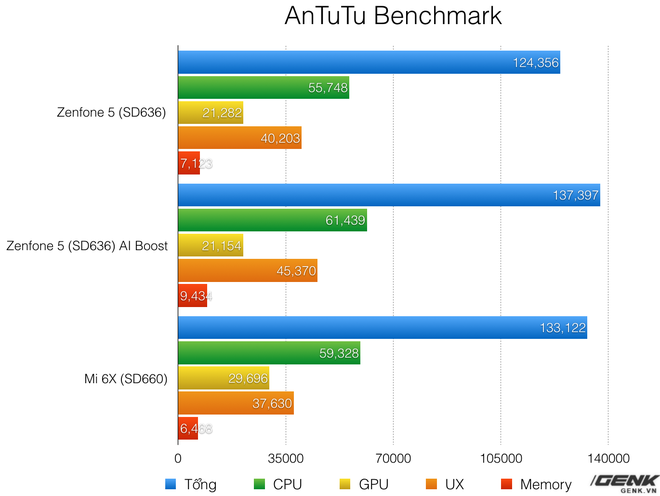 AnTuTu Benchmark
124,356
55,748
Zenfone 5 (SD636)
21,282
40,203
7,123
137,397
61,439
Zenfone 5 (SD636) AI Boost
21,154
45,370
9,434
133,122
59,328
Mi 6X (SD660)
29,696
37,630
6,468
0 35000 70000 105000 140000
Tổng CPU GPU UX Memory
GENK
GENK.VN